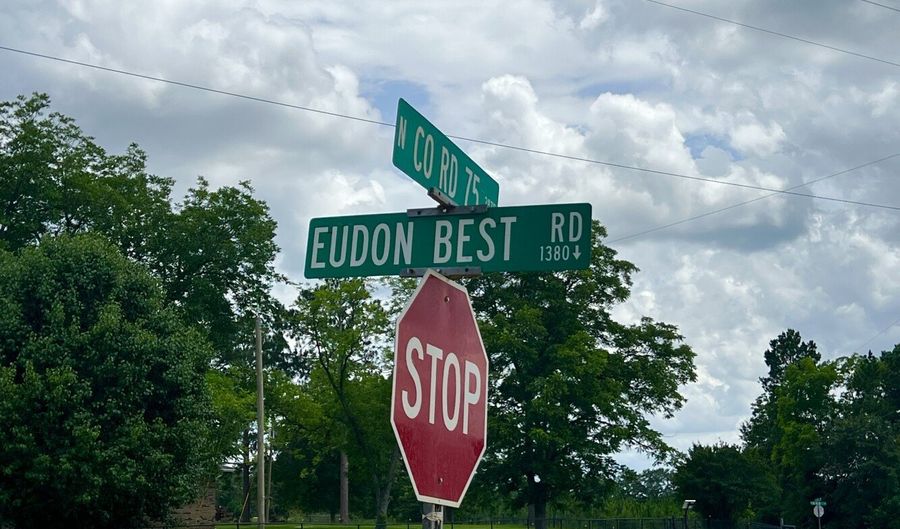 N CO RD 75
EUDON BEST RD
1380↓
STOP